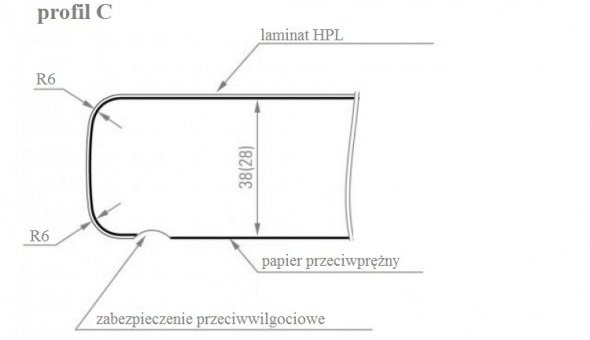 profil C
laminat HPL
R6
38(28)
R6
papier przeciwprężny
zabezpieczenie przeciwwilgociowe